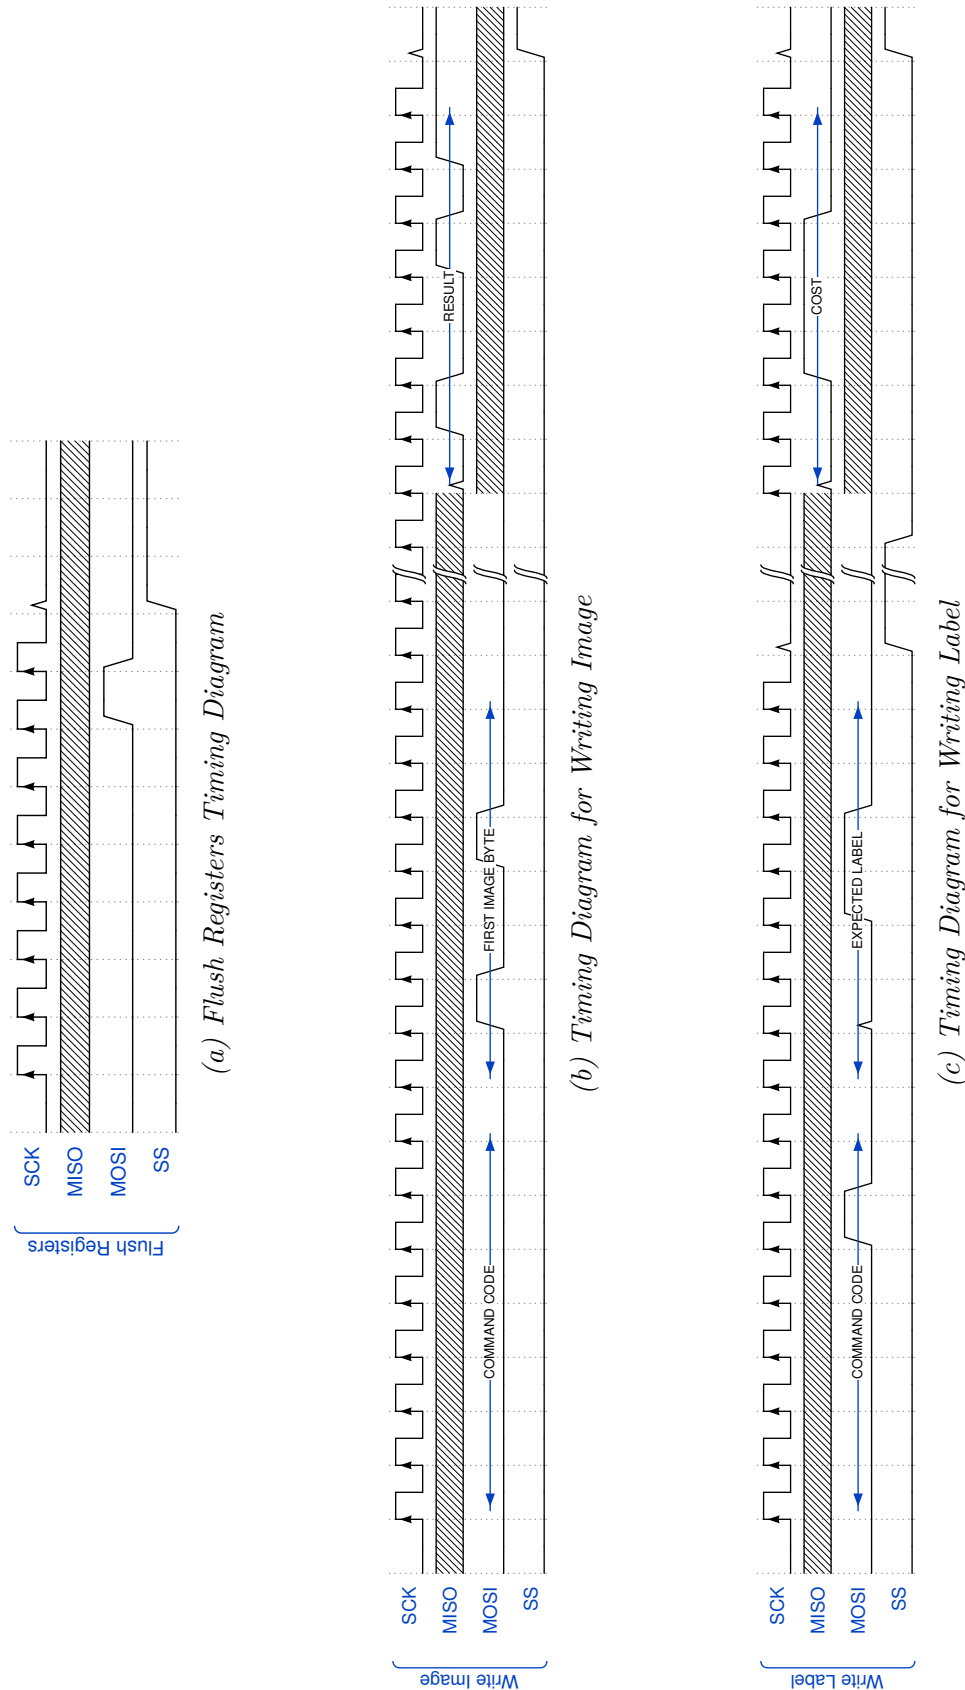 Flush Registers
SCK
MISO
MOSI
SS
(a) Flush Registers Timing Diagram
Write Image
SCK
MISO
MOSI
SS
RESULT
COMMAND CODE
FIRST IMAGE BYTE
(b) Timing Diagram for Writing Image
Write Label
SCK
MISO
MOSI
SS
COST
COMMAND CODE
EXPECTED LABEL
(c) Timing Diagram for Writing Label